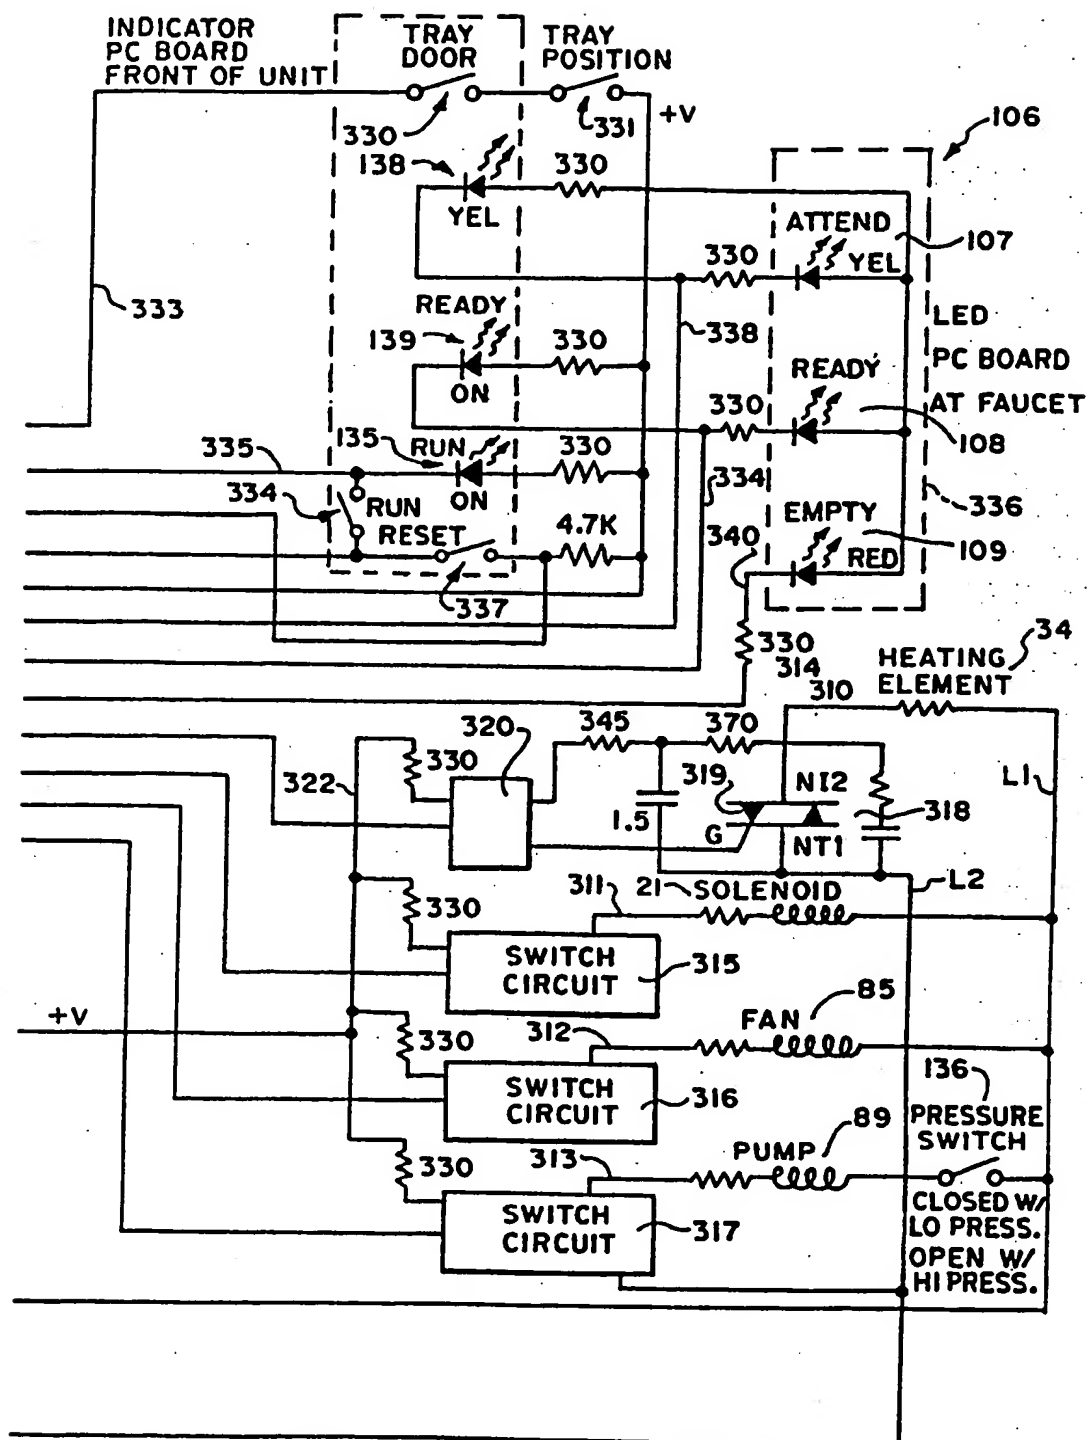 INDICATOR
PC BOARD
FRONT OF UNIT
TRAY
DOOR
TRAY
POSITION
330
331
+V
106
138
330
YEL
ATTEND
107
330
YEL
333
READY
338
LED
139
330
PC BOARD
READY
ON
330
AT FAUCET
108
335
135
RUN
330
334
334
RUN
ON
336
RESET
4.7K
EMPTY
340
RED
109
337
330
314
34
HEATING
ELEMENT
310
320
345
370
330
322
319
NI2
L1
1.5
318
G
NT1
311
21
SOLENOID
L2
330
SWITCH
CIRCUIT
315
85
+V
FAN
312
330
136
SWITCH
CIRCUIT
316
PRESSURE
SWITCH
89
PUMP
313
330
CLOSED W/
LO PRESS.
OPEN W/
HI PRESS.
SWITCH
CIRCUIT
317